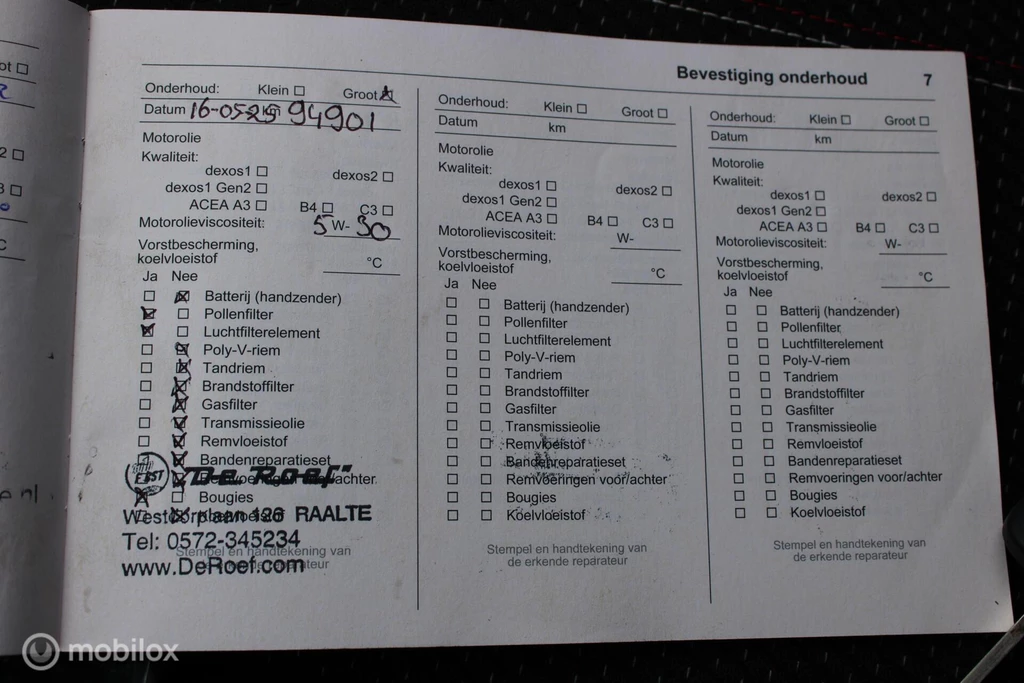 Bevestiging onderhoud 7
Onderhoud: Klein ☐ Groot ☒
Datum 16-05-25 94901
Motorolie
Kwaliteit:
dexos1 ☐ dexos2 ☐
dexos1 Gen2 ☐
ACEA A3 ☐ B4 ☐ C3 ☐
Motorolieviscositeit: 5 W- 30
Vorstbescherming,
koelvloeistof °C
Ja Nee
☐ ☒ Batterij (handzender)
☒ ☐ Pollenfilter
☒ ☐ Luchtfilterelement
☐ ☒ Poly-V-riem
☐ ☒ Tandriem
☐ ☒ Brandstoffilter
☐ ☒ Gasfilter
☐ ☒ Transmissieolie
☐ ☒ Remvloeistof
☒ Bandenreparatieset
"De Roef" achter
☒ ☐ Bougies
126 RAALTE
Tel: 0572-345234
Stempel en handtekening van
www.DeRoef.com
Onderhoud: Klein ☐ Groot ☐
Datum km
Motorolie
Kwaliteit:
dexos1 ☐ dexos2 ☐
dexos1 Gen2 ☐
ACEA A3 ☐ B4 ☐ C3 ☐
Motorolieviscositeit: W-
Vorstbescherming,
koelvloeistof °C
Ja Nee
☐ ☐ Batterij (handzender)
☐ ☐ Pollenfilter
☐ ☐ Luchtfilterelement
☐ ☐ Poly-V-riem
☐ ☐ Tandriem
☐ ☐ Brandstoffilter
☐ ☐ Gasfilter
☐ ☐ Transmissieolie
☐ ☐ Remvloeistof
☐ ☐ Bandenreparatieset
☐ ☐ Remvoeringen voor/achter
☐ ☐ Bougies
☐ ☐ Koelvloeistof
Stempel en handtekening van
de erkende reparateur
Onderhoud: Klein ☐ Groot ☐
Datum km
Motorolie
Kwaliteit:
dexos1 ☐ dexos2 ☐
dexos1 Gen2 ☐
ACEA A3 ☐ B4 ☐ C3 ☐
Motorolieviscositeit: W-
Vorstbescherming,
koelvloeistof °C
Ja Nee
☐ ☐ Batterij (handzender)
☐ ☐ Pollenfilter
☐ ☐ Luchtfilterelement
☐ ☐ Poly-V-riem
☐ ☐ Tandriem
☐ ☐ Brandstoffilter
☐ ☐ Gasfilter
☐ ☐ Transmissieolie
☐ ☐ Remvloeistof
☐ ☐ Bandenreparatieset
☐ ☐ Remvoeringen voor/achter
☐ ☐ Bougies
☐ ☐ Koelvloeistof
Stempel en handtekening van
de erkende reparateur
mobilox